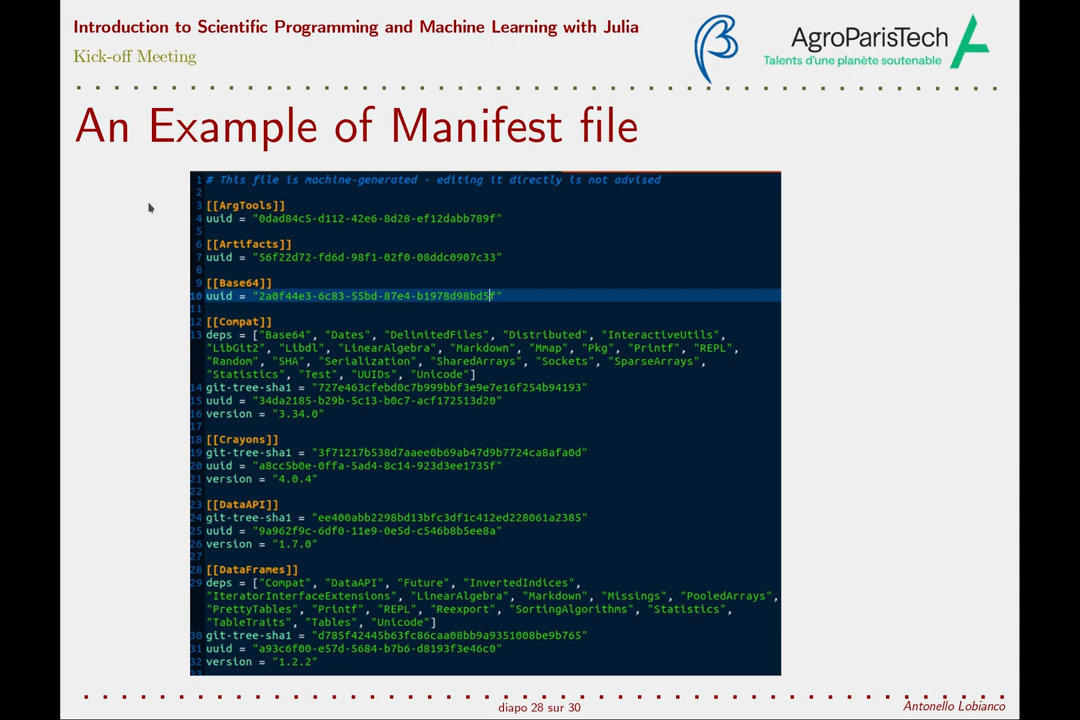 Introduction to Scientific Programming and Machine Learning with Julia
Kick-off Meeting
AgroParisTech
Talents d'une planète soutenable
An Example of Manifest file
1 # This file is machine-generated - editing it directly is not advised
2
3 [[ArgTools]]
4 uuid = "0dad84c5-d112-42e6-8d28-ef12dabb789f"
5
6 [[Artifacts]]
7 uuid = "56f22d72-fd6d-98f1-02f0-08ddc0907c33"
8
9 [[Base64]]
10 uuid = "2a0f44e3-6c83-55bd-87e4-b1978d98bd5f"
11
12 [[Compat]]
13 deps = ["Base64", "Dates", "DelimitedFiles", "Distributed", "InteractiveUtils",
"LibGit2", "Libdl", "LinearAlgebra", "Markdown", "Mmap", "Pkg", "Printf", "REPL",
"Random", "SHA", "Serialization", "SharedArrays", "Sockets", "SparseArrays",
"Statistics", "Test", "UUIDs", "Unicode"]
14 git-tree-sha1 = "727e463cfebd0c7b999bbf3e9e7e16f254b94193"
15 uuid = "34da2185-b29b-5c13-b0c7-acf172513d20"
16 version = "3.34.0"
17
18 [[Crayons]]
19 git-tree-sha1 = "3f71217b538d7aaee0b69ab47d9b7724ca8afa0d"
20 uuid = "a8cc5b0e-0ffa-5ad4-8c14-923d3ee1735f"
21 version = "4.0.4"
22
23 [[DataAPI]]
24 git-tree-sha1 = "ee400abb2298bd13bfc3df1c412ed228061a2385"
25 uuid = "9a962f9c-6df0-11e9-0e5d-c546b8b5ee8a"
26 version = "1.7.0"
27
28 [[DataFrames]]
29 deps = ["Compat", "DataAPI", "Future", "InvertedIndices",
"IteratorInterfaceExtensions", "LinearAlgebra", "Markdown", "Missings", "PooledArrays",
"PrettyTables", "Printf", "REPL", "Reexport", "SortingAlgorithms", "Statistics",
"TableTraits", "Tables", "Unicode"]
30 git-tree-sha1 = "d785f42445b63fc86caa08bb9a9351008be9b765"
31 uuid = "a93c6f00-e57d-5684-b7b6-d8193f3e46c0"
32 version = "1.2.2"
33
diapo 28 sur 30
Antonello Lobianco